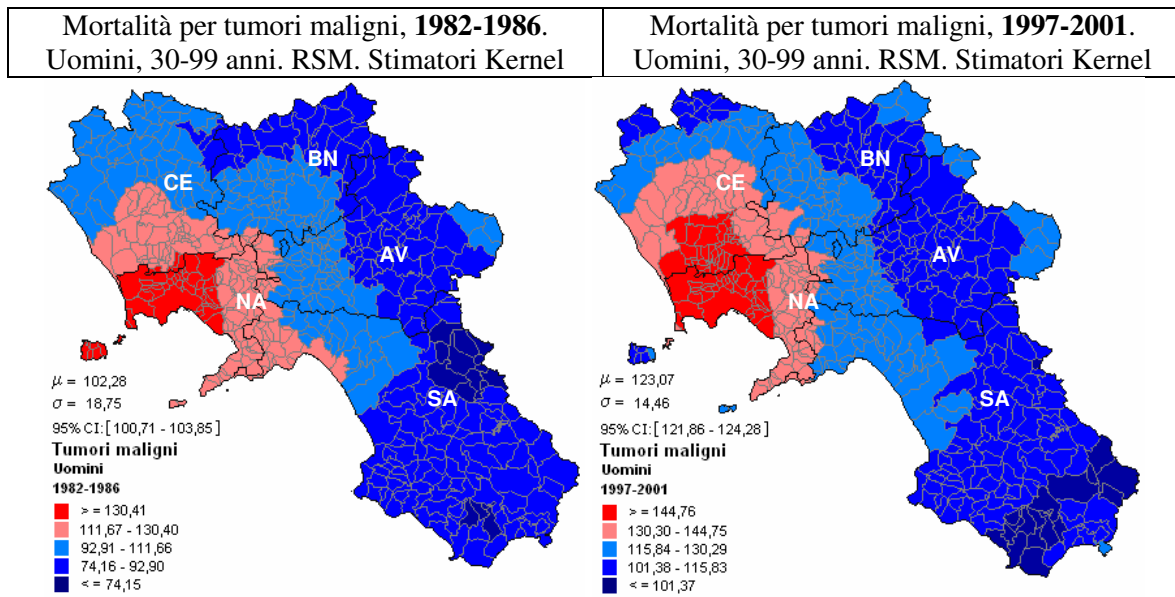 Mortalità per tumori maligni, 1982-1986.
Uomini, 30-99 anni. RSM. Stimatori Kernel
Mortalità per tumori maligni, 1997-2001.
Uomini, 30-99 anni. RSM. Stimatori Kernel
BN
CE
AV
NA
SA
μ = 102,28
σ = 18,75
95% CI:[100,71 - 103,85]
Tumori maligni
Uomini
1982-1986
> = 130,41
111,67 - 130,40
92,91 - 111,66
74,16 - 92,90
< = 74,15
BN
CE
AV
NA
SA
μ = 123,07
σ = 14,46
95% CI:[121,86 - 124,28]
Tumori maligni
Uomini
1997-2001
> = 144,76
130,30 - 144,75
115,84 - 130,29
101,38 - 115,83
< = 101,37